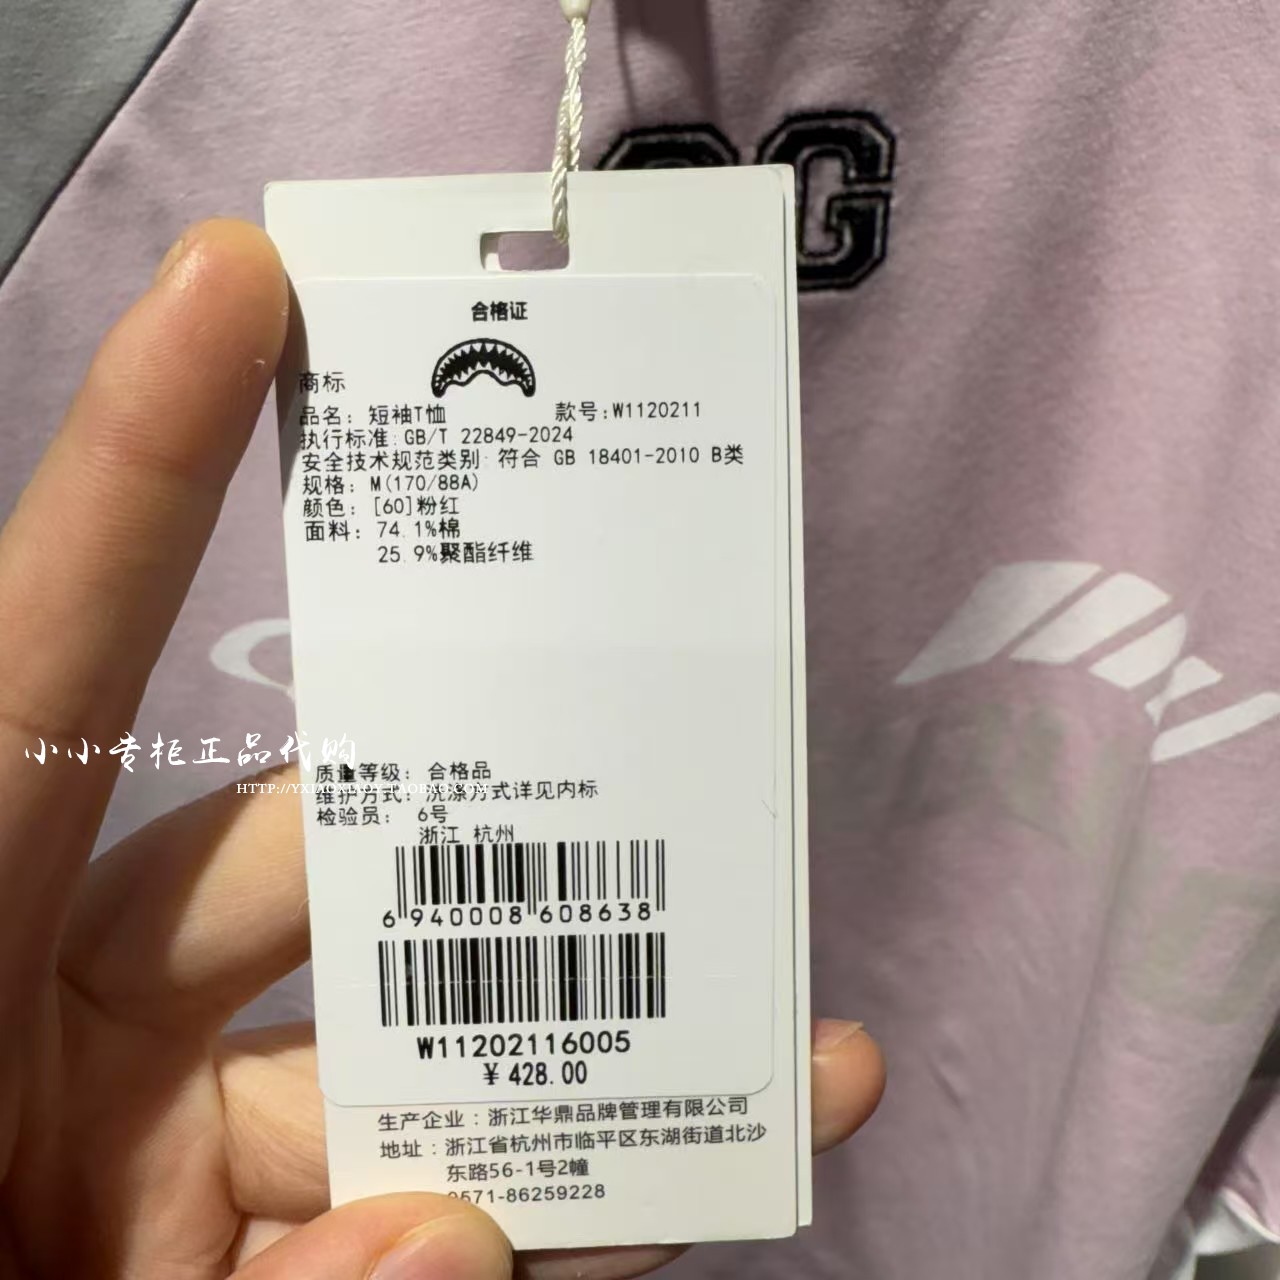 G
合格证
商标
品名：短袖T恤 款号:W1120211
执行标准:GB/T 22849-2024
安全技术规范类别:符合 GB 18401-2010 B类
规格：M(170/88A)
颜色：[60]粉红
面料：74.1%棉
25.9%聚酯纤维
小小专柜正品代购
质量等级：合格品
HTTP://YXIAOXIAOY.TAOBAO.COM
维护方式：洗涤方式详见内标
检验员：6号
浙江 杭州
6 940008 608638
W11202116005
￥428.00
生产企业：浙江华鼎品牌管理有限公司
地址：浙江省杭州市临平区东湖街道北沙
东路56-1号2幢
0571-86259228